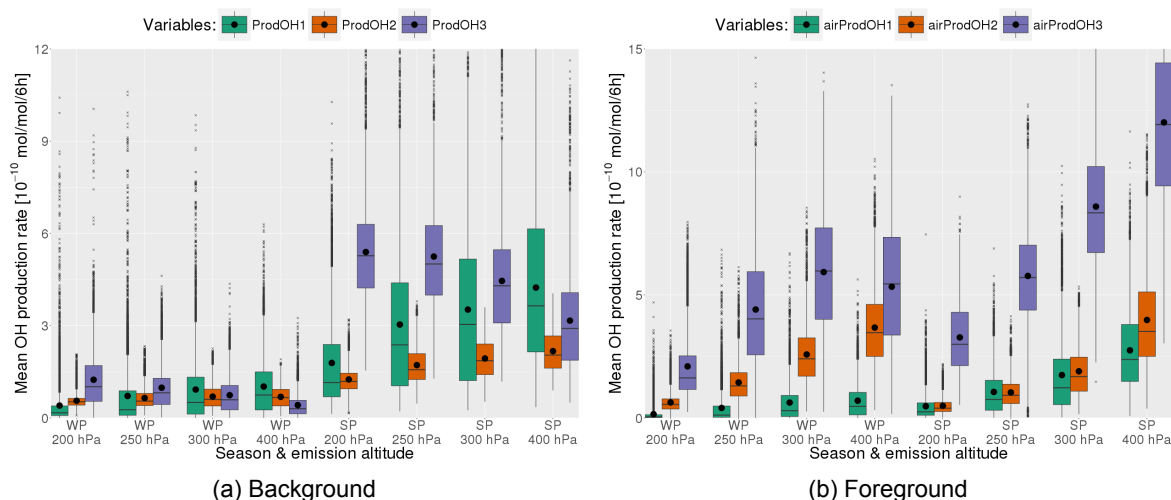 Variables: ProdOH1 ProdOH2 ProdOH3
Mean OH production rate [10⁻¹⁰ mol/mol/6h]
12
9
6
3
0
WP 200 hPa
WP 250 hPa
WP 300 hPa
WP 400 hPa
SP 200 hPa
SP 250 hPa
SP 300 hPa
SP 400 hPa
Season & emission altitude
(a) Background
Variables: airProdOH1 airProdOH2 airProdOH3
Mean OH production rate [10⁻¹⁰ mol/mol/6h]
15
10
5
0
WP 200 hPa
WP 250 hPa
WP 300 hPa
WP 400 hPa
SP 200 hPa
SP 250 hPa
SP 300 hPa
SP 400 hPa
Season & emission altitude
(b) Foreground